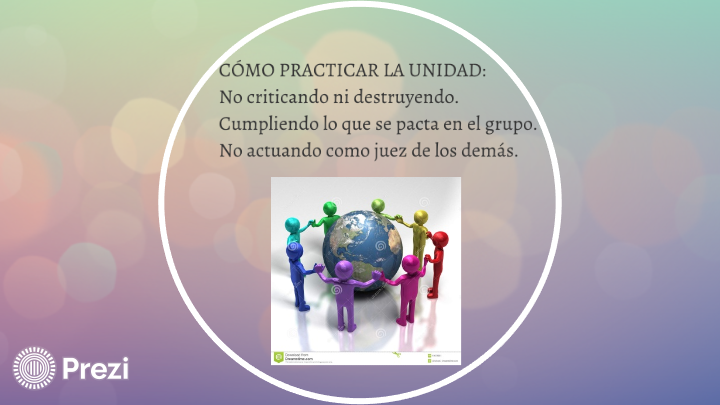 CÓMO PRACTICAR LA UNIDAD:
No criticando ni destruyendo.
Cumpliendo lo que se pacta en el grupo.
No actuando como juez de los demás.
Prezi